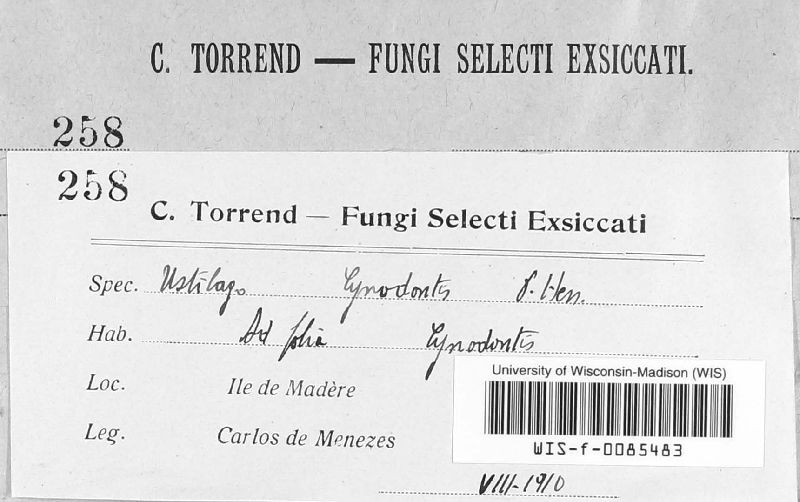 C. TORREND — FUNGI SELECTI EXSICCATI.
258
258
C. Torrend — Fungi Selecti Exsiccati
Spec. Ustilago Cynodontis P. Hen.
Hab. Ad folia Cynodontis
Loc. Ile de Madère
Leg. Carlos de Menezes
University of Wisconsin-Madison (WIS)
WIS-f-0085483
VIII-1910